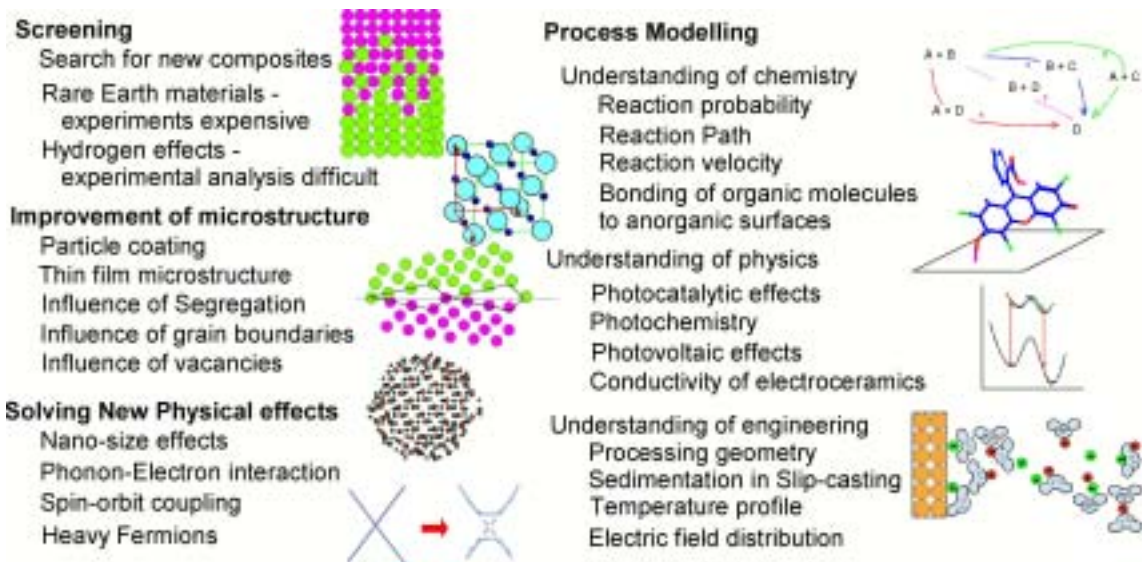 Screening
Search for new composites
Rare Earth materials -
experiments expensive
Hydrogen effects -
experimental analysis difficult
Improvement of microstructure
Particle coating
Thin film microstructure
Influence of Segregation
Influence of grain boundaries
Influence of vacancies
Solving New Physical effects
Nano-size effects
Phonon-Electron interaction
Spin-orbit coupling
Heavy Fermions
Process Modelling
Understanding of chemistry
Reaction probability
Reaction Path
Reaction velocity
Bonding of organic molecules
to anorganic surfaces
Understanding of physics
Photocatalytic effects
Photochemistry
Photovoltaic effects
Conductivity of electroceramics
Understanding of engineering
Processing geometry
Sedimentation in Slip-casting
Temperature profile
Electric field distribution
A + B
B + C
A + C
B + D
A + D
D